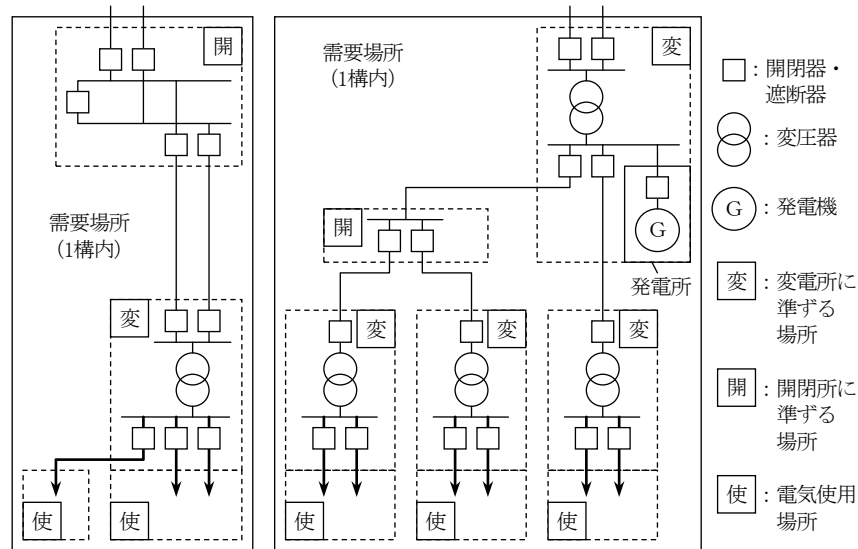 開
需要場所
(1構内)
変
使
使
需要場所
(1構内)
変
G
発電所
開
変
変
変
使
使
使
:開閉器・
遮断器
:変圧器
G
:発電機
変
:変電所に
準ずる
場所
開
:開閉所に
準ずる
場所
使
:電気使用
場所